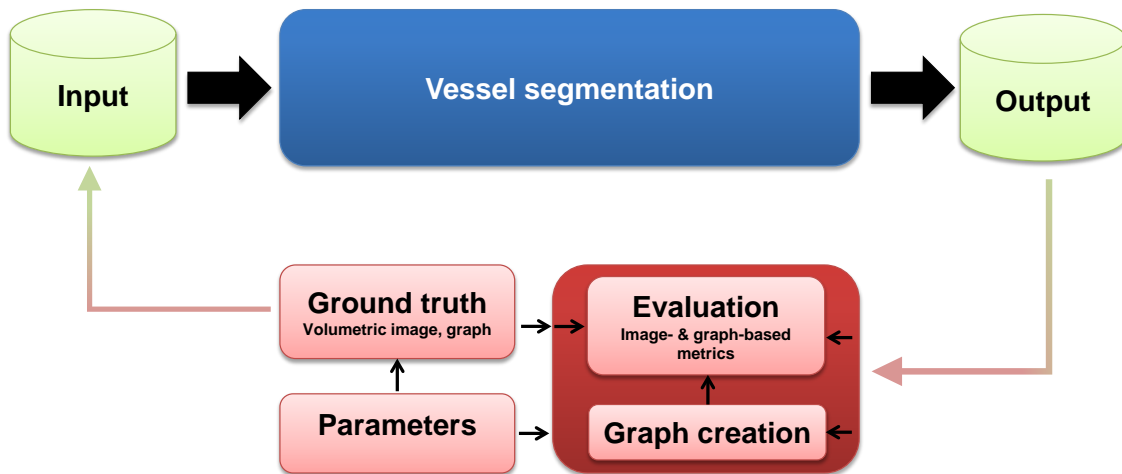 Input
Vessel segmentation
Output
Ground truth
Volumetric image, graph
Evaluation
Image- & graph-based
metrics
Parameters
Graph creation